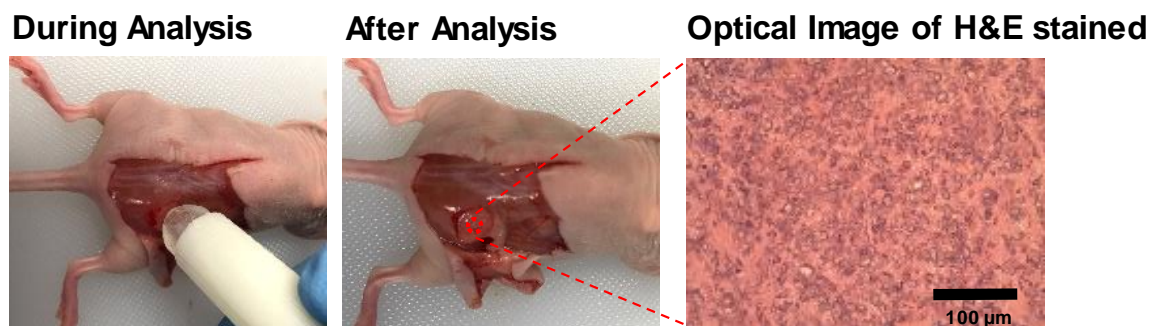 During Analysis
After Analysis
Optical Image of H&E stained
100 µm